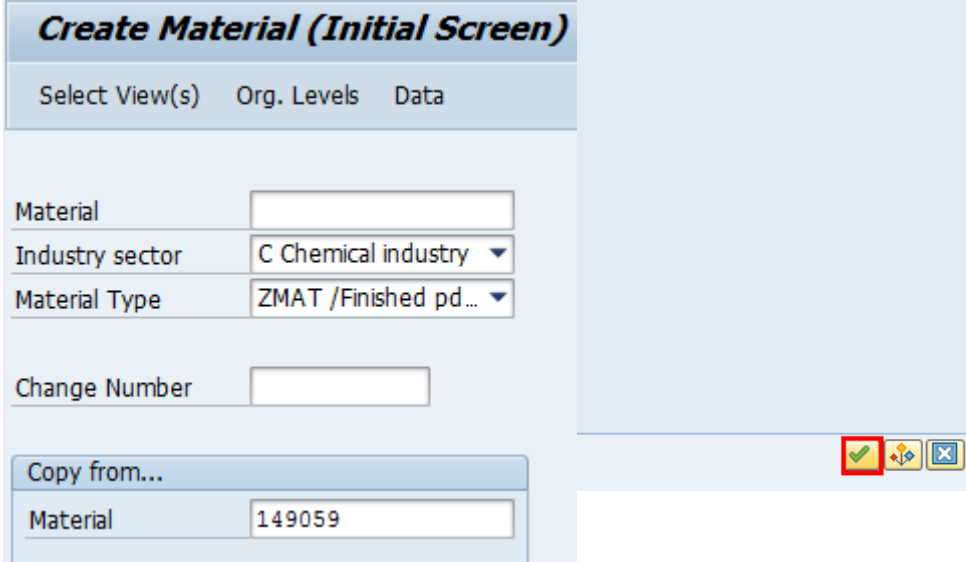 Create Material (Initial Screen)
Select View(s) Org. Levels Data
Material
Industry sector C Chemical industry
Material Type ZMAT /Finished pd...
Change Number
Copy from...
Material 149059